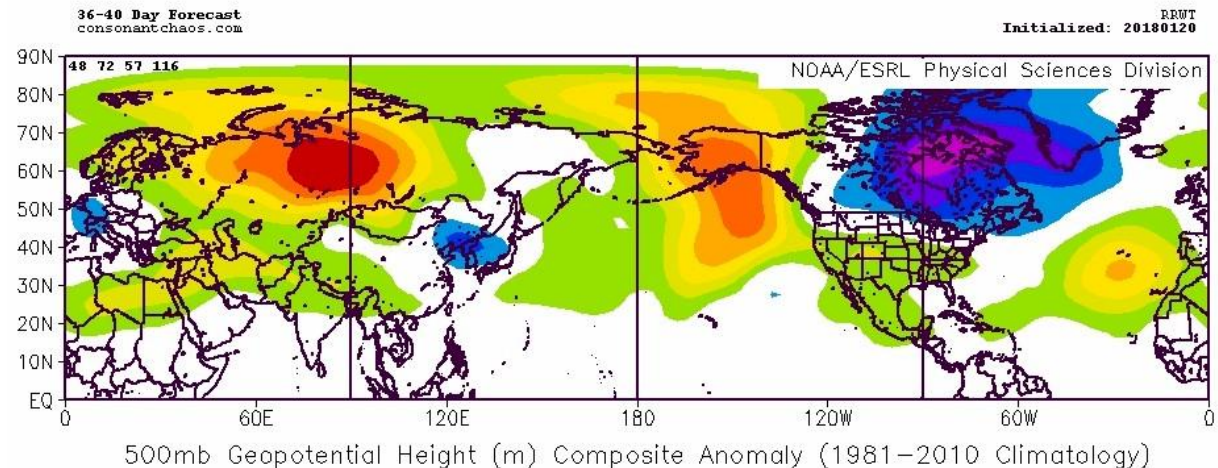 36-40 Day Forecast
consonantchaos.com
RRWT
Initialized: 20180120
90N
48 72 57 116
NOAA/ESRL Physical Sciences Division
80N
70N
60N
50N
40N
30N
20N
10N
EQ
0 60E 120E 180 120W 60W 0
500mb Geopotential Height (m) Composite Anomaly (1981-2010 Climatology)